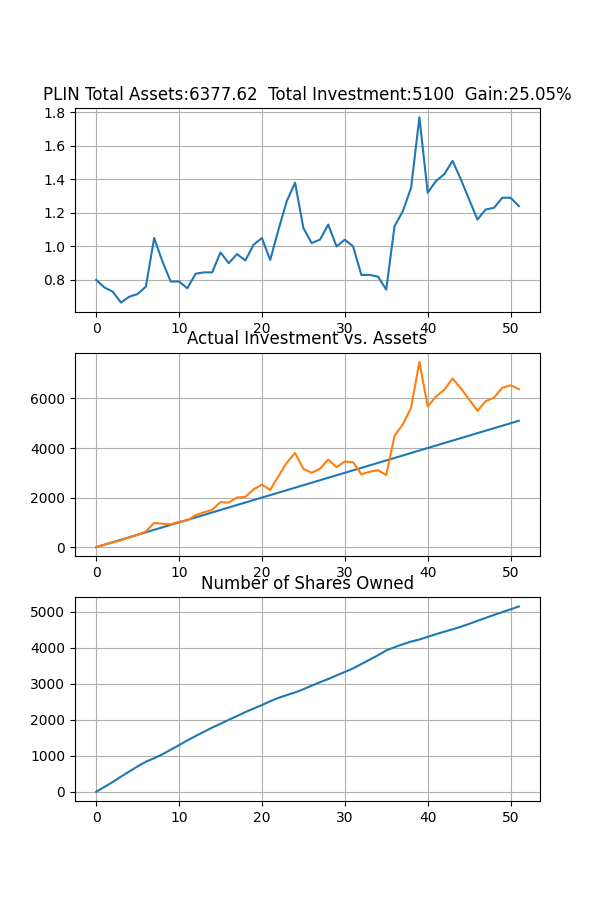 PLIN Total Assets:6377.62  Total Investment:5100  Gain:25.05%
1.8
1.6
1.4
1.2
1.0
0.8
0 10 20 30 40 50
Actual Investment vs. Assets
6000
4000
2000
0
0 10 20 30 40 50
Number of Shares Owned
5000
4000
3000
2000
1000
0
0 10 20 30 40 50